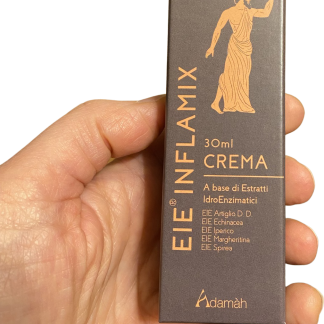 EIE® INFLAMIX
30ml
CREMA
A base di Estratti
IdroEnzimatici
EIE Artiglio D. D
EIE Echinacea
EIE Iperico
EIE Margheritina
EIE Spirea
Adamàh